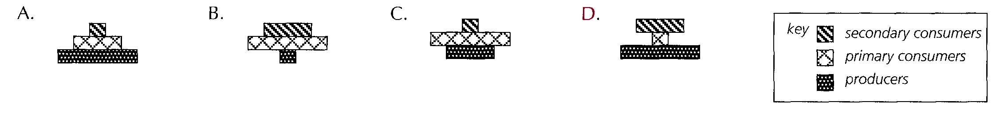 A.
B.
C.
D.
key
secondary consumers
primary consumers
producers